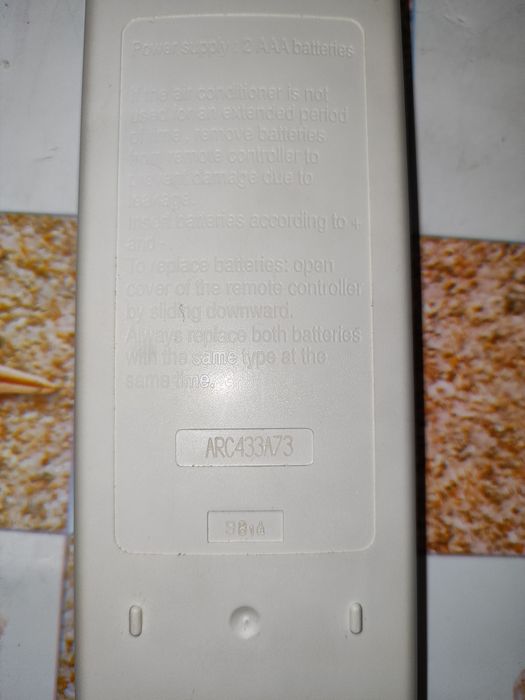 Power supply : 2 AAA batteries
If the air conditioner is not
used for an extended period
of time., remove batteries
from remote controller to
prevent damage due to
leakage.
Insert batteries according to +
and -.
To replace batteries: open
cover of the remote controller
by sliding downward.
Always replace both batteries
with the same type at the
same time.
ARC433A73